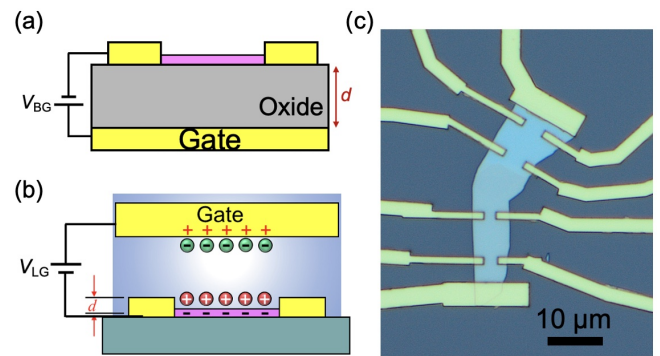 (a)
V_BG
Oxide
d
Gate
(b)
Gate
+ + + + +
- - - - -
V_LG
d
+ + + + +
- - - - -
(c)
10 μm